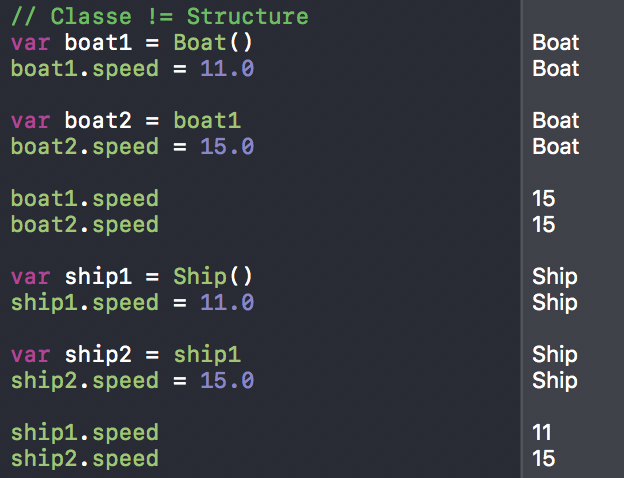 // Classe != Structure
var boat1 = Boat() Boat
boat1.speed = 11.0 Boat
var boat2 = boat1 Boat
boat2.speed = 15.0 Boat
boat1.speed 15
boat2.speed 15
var ship1 = Ship() Ship
ship1.speed = 11.0 Ship
var ship2 = ship1 Ship
ship2.speed = 15.0 Ship
ship1.speed 11
ship2.speed 15